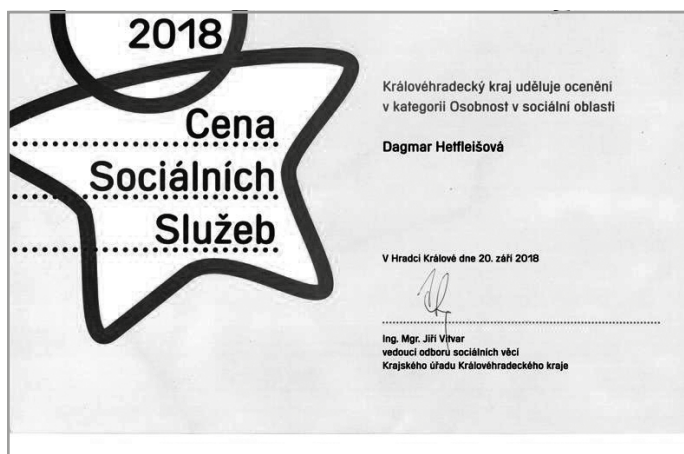 2018
Cena
Sociálních
Služeb
Královéhradecký kraj uděluje ocenění
v kategorii Osobnost v sociální oblasti
Dagmar Hetfleišová
V Hradci Králové dne 20. září 2018
Ing. Mgr. Jiří Vitvar
vedoucí odboru sociálních věcí
Krajského úřadu Královéhradeckého kraje